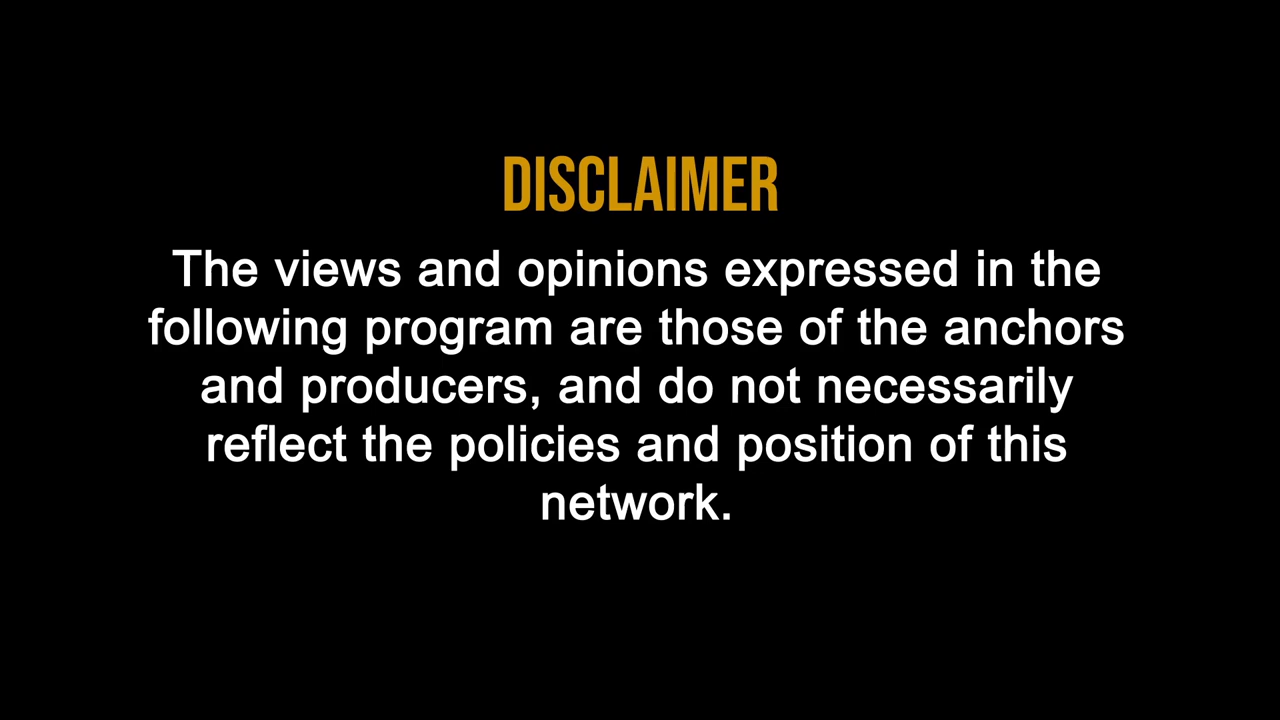 DISCLAIMER
The views and opinions expressed in the
following program are those of the anchors
and producers, and do not necessarily
reflect the policies and position of this
network.